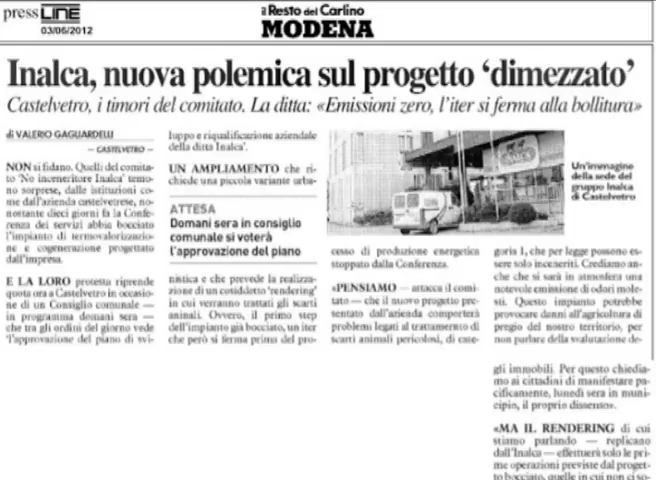 press LINE
03/06/2012
il Resto del Carlino
MODENA
Inalca, nuova polemica sul progetto ‘dimezzato’
Castelvetro, i timori del comitato. La ditta: «Emissioni zero, l’iter si ferma alla bollitura»
di VALERIO GAGLIARDELLI
— CASTELVETRO —
NON si fidano. Quelli del comita-
to ‘No inceneritore Inalca’ temo-
no sorprese, dalle istituzioni co-
me dall’azienda castelvetrese, no-
nostante dieci giorni fa la Confe-
renza dei servizi abbia bocciato
l’impianto di termovalorizzazio-
ne e cogenerazione progettato
dall’impresa.
E LA LORO protesta riprende
quota ora a Castelvetro in occasio-
ne di un Consiglio comunale — in
programma domani sera —
che tra gli ordini del giorno vede
‘l’approvazione del piano di svi-
luppo e riqualificazione aziendale
della ditta Inalca’.
UN AMPLIAMENTO che ri-
chiede una piccola variante urba-
ATTESA
Domani sera in consiglio
comunale si voterà
l’approvazione del piano
nistica e che prevede la realizza-
zione di un cosiddetto ‘rendering’
in cui verranno trattati gli scarti
animali. Ovvero, il primo step
dell’impianto già bocciato, un iter
che però si ferma prima del pro-
Un’immagine
della sede del
gruppo Inalca
di Castelvetro
cesso di produzione energetica
stoppato dalla Conferenza.
«PENSIAMO — attacca il comi-
tato — che il nuovo progetto pre-
sentato dall’azienda comporterà
problemi legati al trattamento di
scarti animali pericolosi, di cate-
goria 1, che per legge possono es-
sere solo inceneriti. Crediamo an-
che che si sarà in atmosfera una
notevole emissione di odori mole-
sti. Questo impianto potrebbe
provocare danni all’agricoltura di
pregio del nostro territorio, per
non parlare della svalutazione de-
gli immobili. Per questo chiedia-
mo ai cittadini di manifestare pa-
cificamente, lunedì sera in muni-
cipio, il proprio dissenso».
«MA IL RENDERING di cui
stiamo parlando — replicano
dall’Inalca — effettuerà solo le pri-
me operazioni previste dal proget-
to bocciato, quelle in cui non ci so-